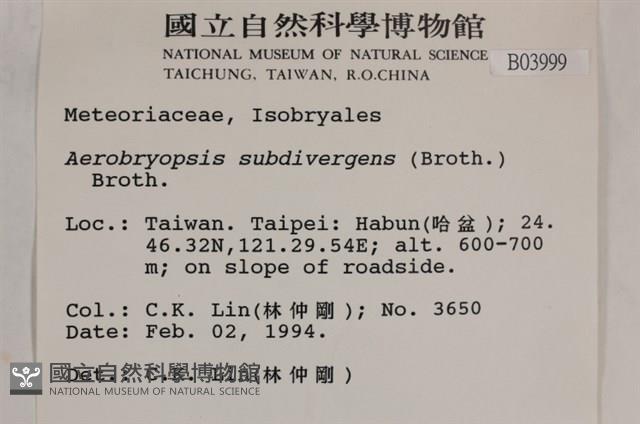 國立自然科學博物館
NATIONAL MUSEUM OF NATURAL SCIENCE
TAICHUNG, TAIWAN, R.O.CHINA
B03999
Meteoriaceae, Isobryales
Aerobryopsis subdivergens (Broth.)
Broth.
Loc.: Taiwan. Taipei: Habun(哈盆); 24.
46.32N,121.29.54E; alt. 600-700
m; on slope of roadside.
Col.: C.K. Lin(林仲剛); No. 3650
Date: Feb. 02, 1994.
Det.: C.K. Lin(林仲剛)
國立自然科學博物館
NATIONAL MUSEUM OF NATURAL SCIENCE